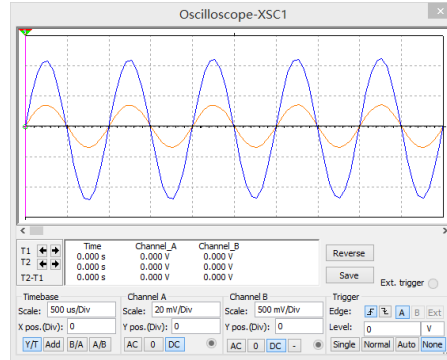 Oscilloscope-XSC1 ×
T1 Time Channel_A Channel_B
0.000 s 0.000 V 0.000 V
T2 0.000 s 0.000 V 0.000 V
T2-T1 0.000 s 0.000 V 0.000 V
Reverse
Save
Ext. trigger
Timebase
Scale: 500 us/Div
X pos.(Div): 0
Y/T Add B/A A/B
Channel A
Scale: 20 mV/Div
Y pos.(Div): 0
AC 0 DC
Channel B
Scale: 500 mV/Div
Y pos.(Div): 0
AC 0 DC -
Trigger
Edge: A B Ext
Level: 0 V
Single Normal Auto None